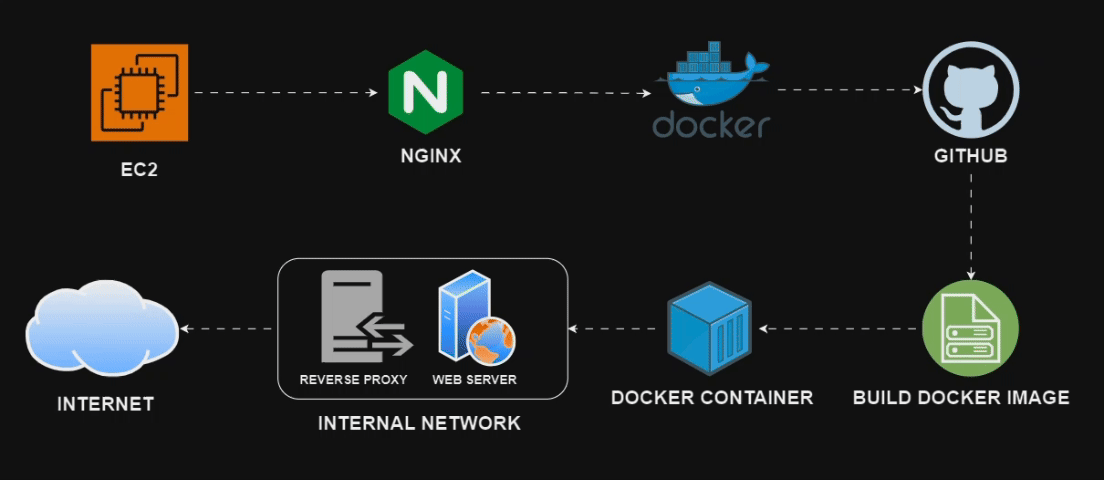 N
docker
EC2
NGINX
GITHUB
REVERSE PROXY
WEB SERVER
INTERNET
INTERNAL NETWORK
DOCKER CONTAINER
BUILD DOCKER IMAGE